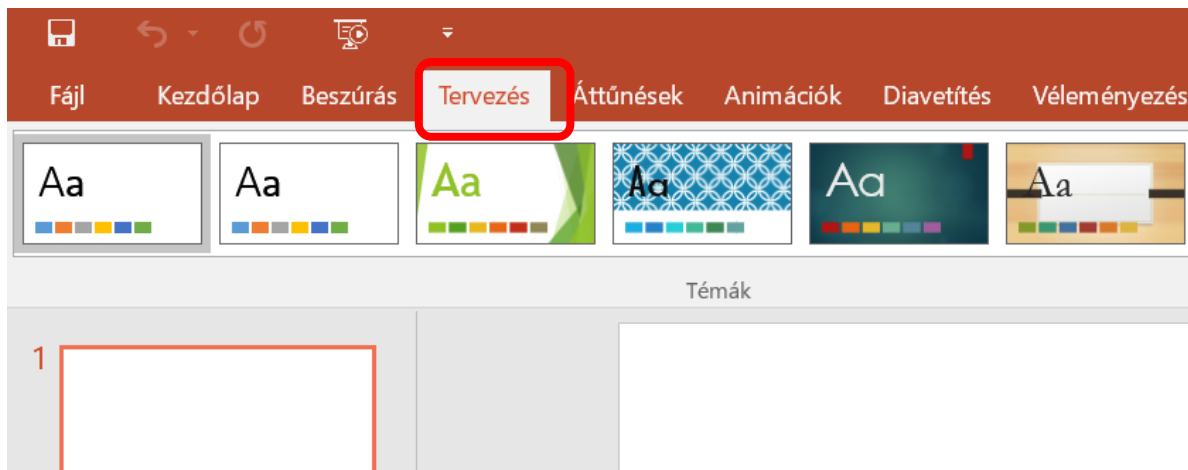 Fájl Kezdőlap Beszúrás Tervezés Áttűnések Animációk Diavetítés Véleményezés
Aa Aa Aa Aa Aa Aa
Témák
1